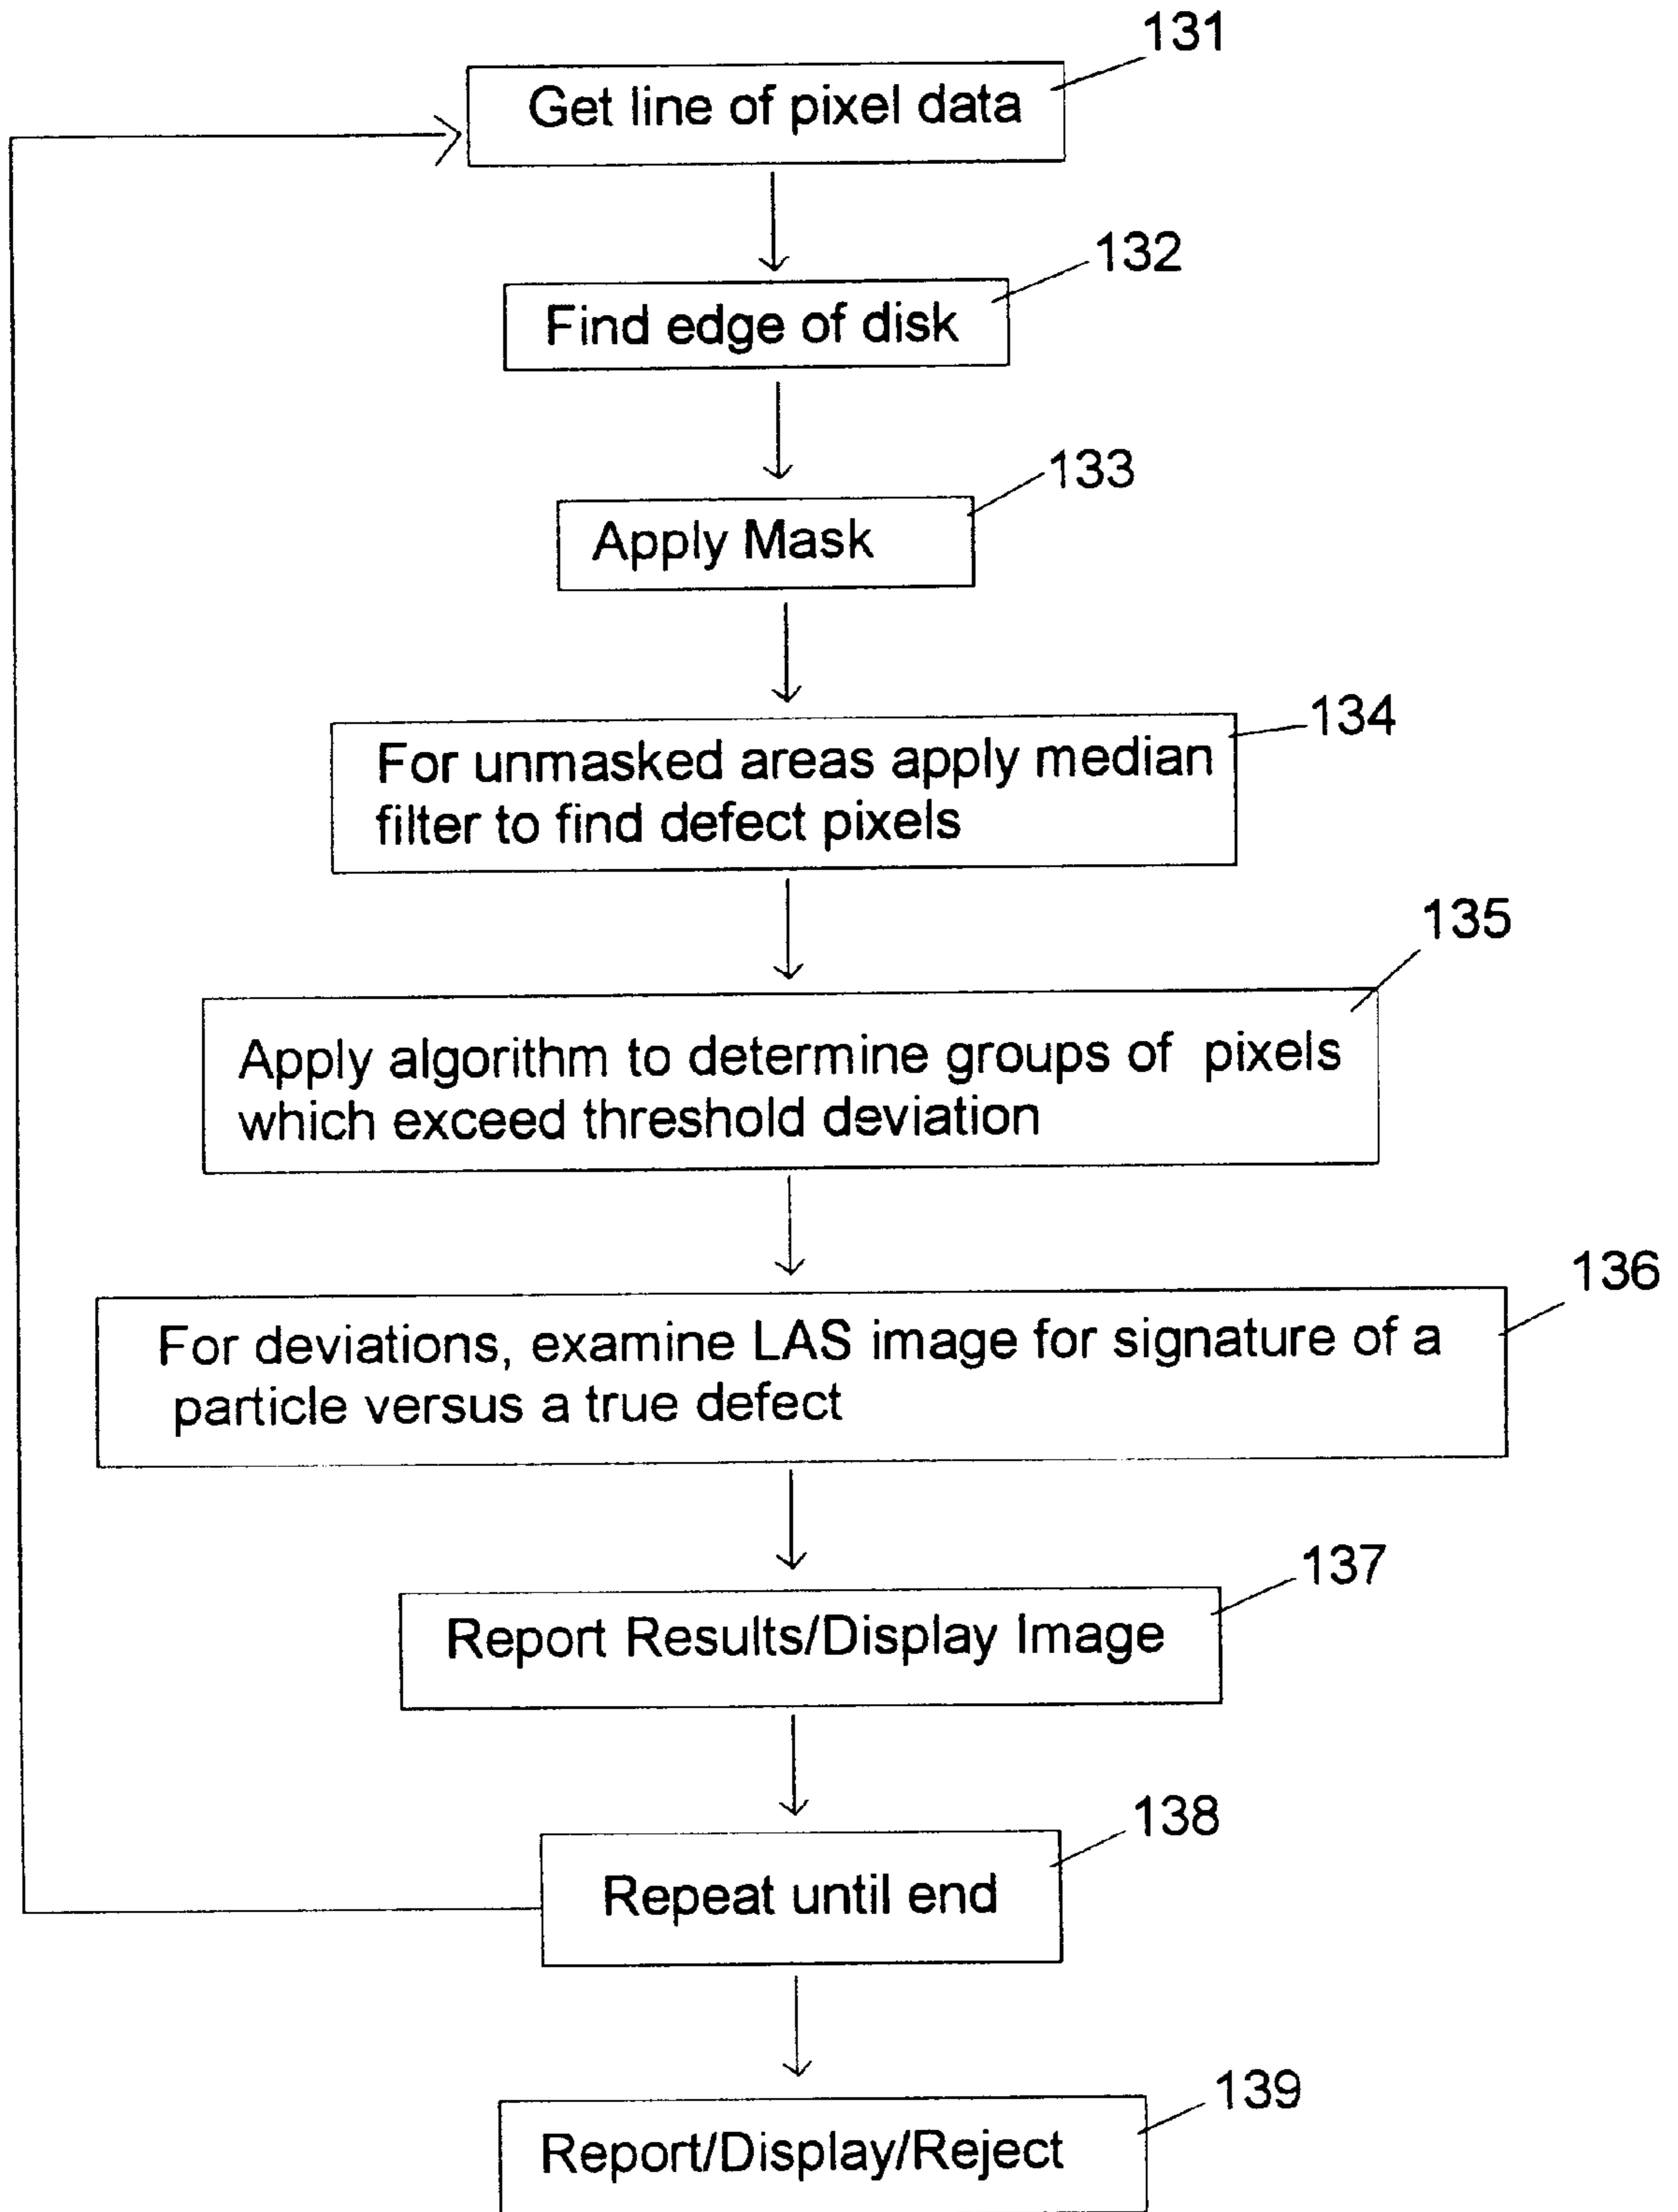 131
Get line of pixel data
132
Find edge of disk
133
Apply Mask
134
For unmasked areas apply median
filter to find defect pixels
135
Apply algorithm to determine groups of pixels
which exceed threshold deviation
136
For deviations, examine LAS image for signature of a
particle versus a true defect
137
Report Results/Display Image
138
Repeat until end
139
Report/Display/Reject